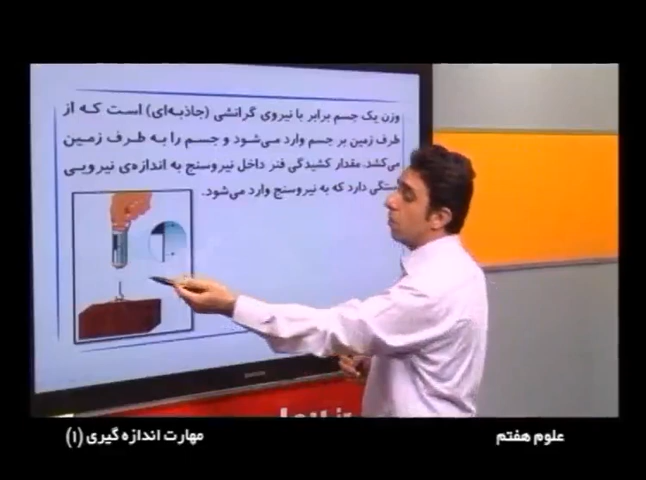 وزن یک جسم برابر با نیروی گرانشی (جاذبه‌ای) است که از
طرف زمین بر جسم وارد می‌شود و جسم را به طرف زمین
می‌کشد. مقدار کشیدگی فنر داخل نیروسنج به اندازه‌ی نیرویی
بستگی دارد که به نیروسنج وارد می‌شود.
SAMSUNG
علوم هفتم
مهارت اندازه گیری (۱)